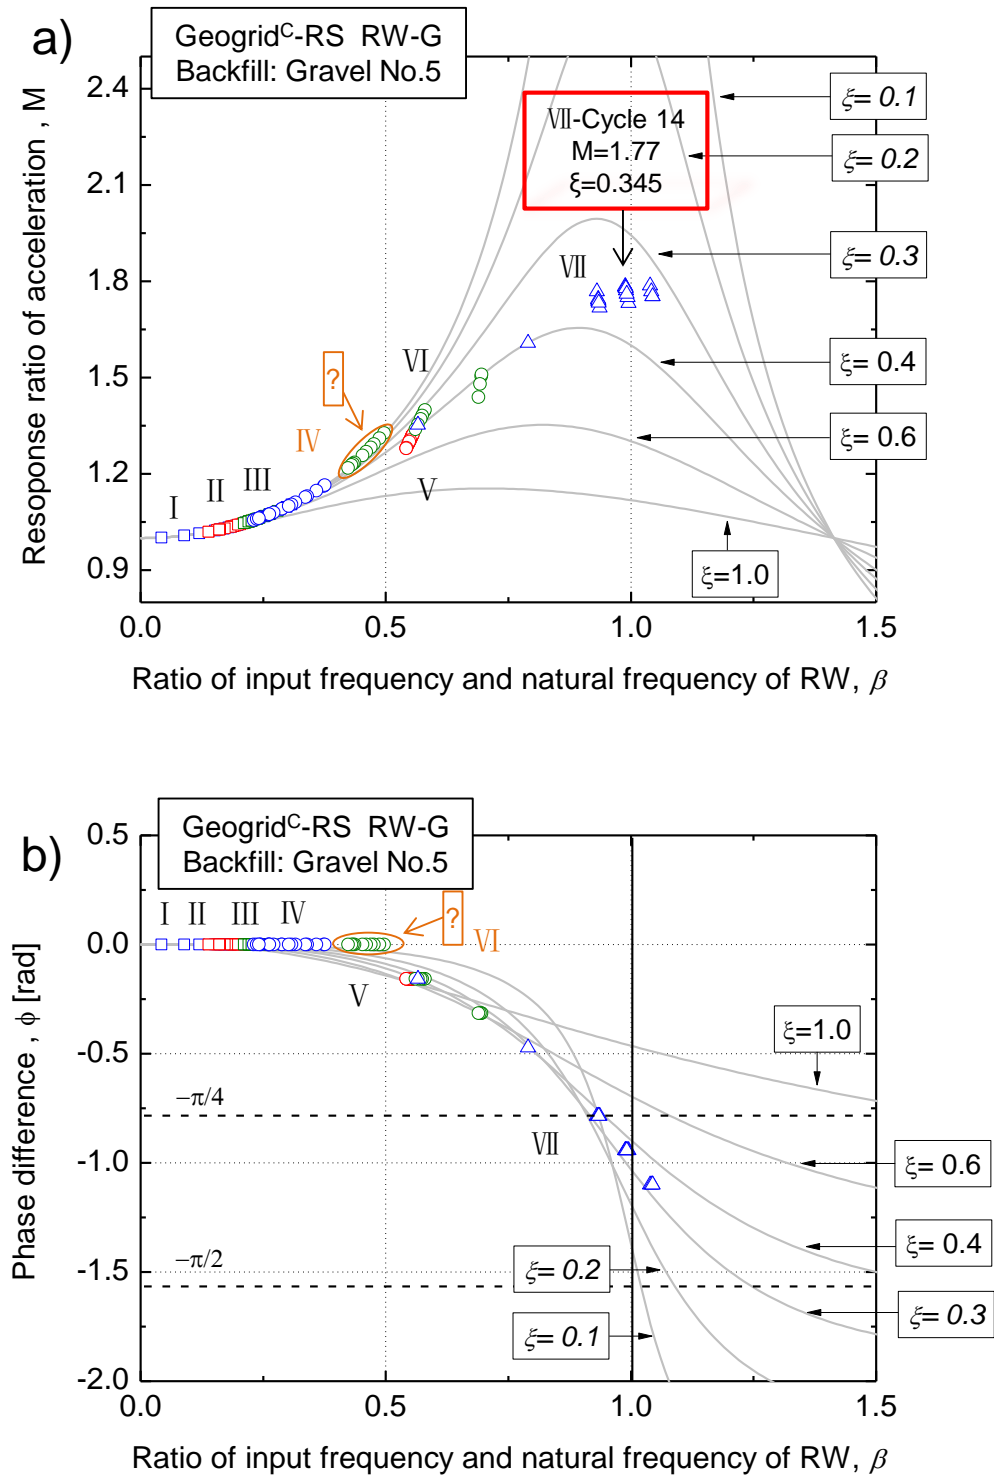 a)
Geogridᶜ-RS RW-G
Backfill: Gravel No.5
Resoponse ratio of acceleration , M
2.4
2.1
1.8
1.5
1.2
0.9
Ⅶ-Cycle 14
M=1.77
ξ=0.345
ξ= 0.1
ξ= 0.2
ξ= 0.3
ξ= 0.4
ξ= 0.6
ξ=1.0
?
Ⅰ
Ⅱ
Ⅲ
Ⅳ
Ⅴ
Ⅵ
Ⅶ
0.0
0.5
1.0
1.5
Ratio of input frequency and natural frequency of RW, β
b)
Geogridᶜ-RS RW-G
Backfill: Gravel No.5
Phase difference , ϕ [rad]
0.5
0.0
-0.5
-1.0
-1.5
-2.0
Ⅰ
Ⅱ
Ⅲ
Ⅳ
?
Ⅵ
Ⅴ
Ⅶ
−π/4
−π/2
ξ=1.0
ξ= 0.6
ξ= 0.4
ξ= 0.3
ξ= 0.2
ξ= 0.1
0.0
0.5
1.0
1.5
Ratio of input frequency and natural frequency of RW, β